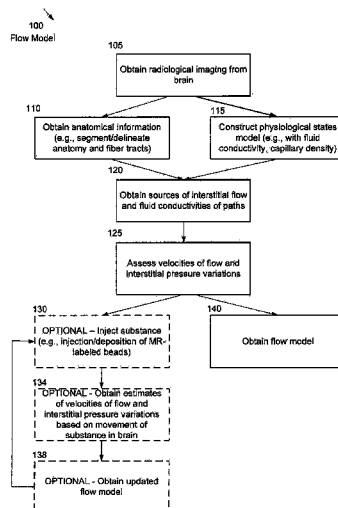 100
Flow Model
105
Obtain radiological imaging from
brain
110
Obtain anatomical information
(e.g., segment/delineate
anatomy and fiber tracts)
115
Construct physiological states
model (e.g., with fluid
conductivity, capillary density)
120
Obtain sources of interstitial flow
and fluid conductivities of paths
125
Assess velocities of flow and
interstitial pressure variations
130
OPTIONAL – Inject substance
(e.g., injection/deposition of MR-
labeled beads)
140
Obtain flow model
134
OPTIONAL - Obtain estimates
of velocities of flow and
interstitial pressure variations
based on movement of
substance in brain
138
OPTIONAL - Obtain updated
flow model